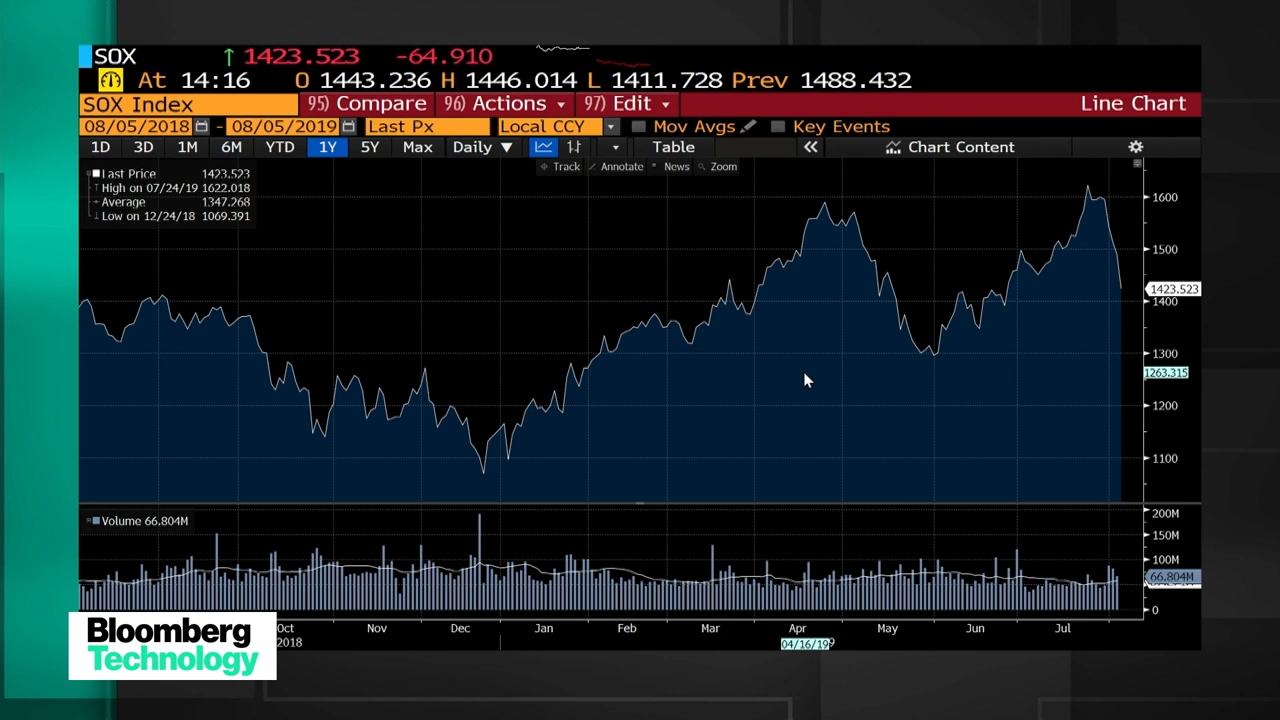 SOX ↑ 1423.523 -64.910
At 14:16 O 1443.236 H 1446.014 L 1411.728 Prev 1488.432
SOX Index 95) Compare 96) Actions 97) Edit Line Chart
08/05/2018 - 08/05/2019 Last Px Local CCY Mov Avgs Key Events
1D 3D 1M 6M YTD 1Y 5Y Max Daily ▼ Table « Chart Content
Track Annotate News Zoom
Last Price 1423.523
High on 07/24/19 1622.018
Average 1347.268
Low on 12/24/18 1069.391
1600
1500
1423.523
1400
1300
1263.315
1200
1100
Volume 66.804M
200M
150M
100M
66.804M
0
Oct Nov Dec Jan Feb Mar Apr May Jun Jul
2018 04/16/19
Bloomberg
Technology